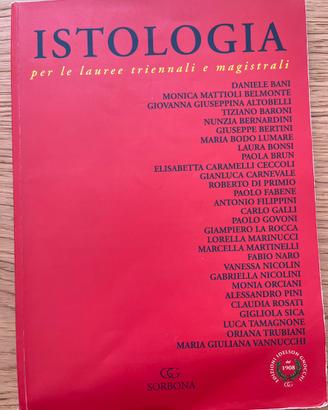 ISTOLOGIA
per le lauree triennali e magistrali
DANIELE BANI
MONICA MATTIOLI BELMONTE
GIOVANNA GIUSEPPINA ALTOBELLI
TIZIANO BARONI
NUNZIA BERNARDINI
GIUSEPPE BERTINI
MARIA BODO LUMARE
LAURA BONSI
PAOLA BRUN
ELISABETTA CARAMELLI CECCOLI
GIANLUCA CARNEVALE
ROBERTO DI PRIMIO
PAOLO FABENE
ANTONIO FILIPPINI
CARLO GALLI
PAOLO GOVONI
GIAMPIERO LA ROCCA
LORELLA MARINUCCI
MARCELLA MARTINELLI
FABIO NARO
VANESSA NICOLIN
GABRIELLA NICOLINI
MONIA ORCIANI
ALESSANDRO PINI
CLAUDIA ROSATI
GIGLIOLA SICA
LUCA TAMAGNONE
ORIANA TRUBIANI
MARIA GIULIANA VANNUCCHI
EDIZIONI IDELSON GNOCCHI
dal
1908
SORBONA